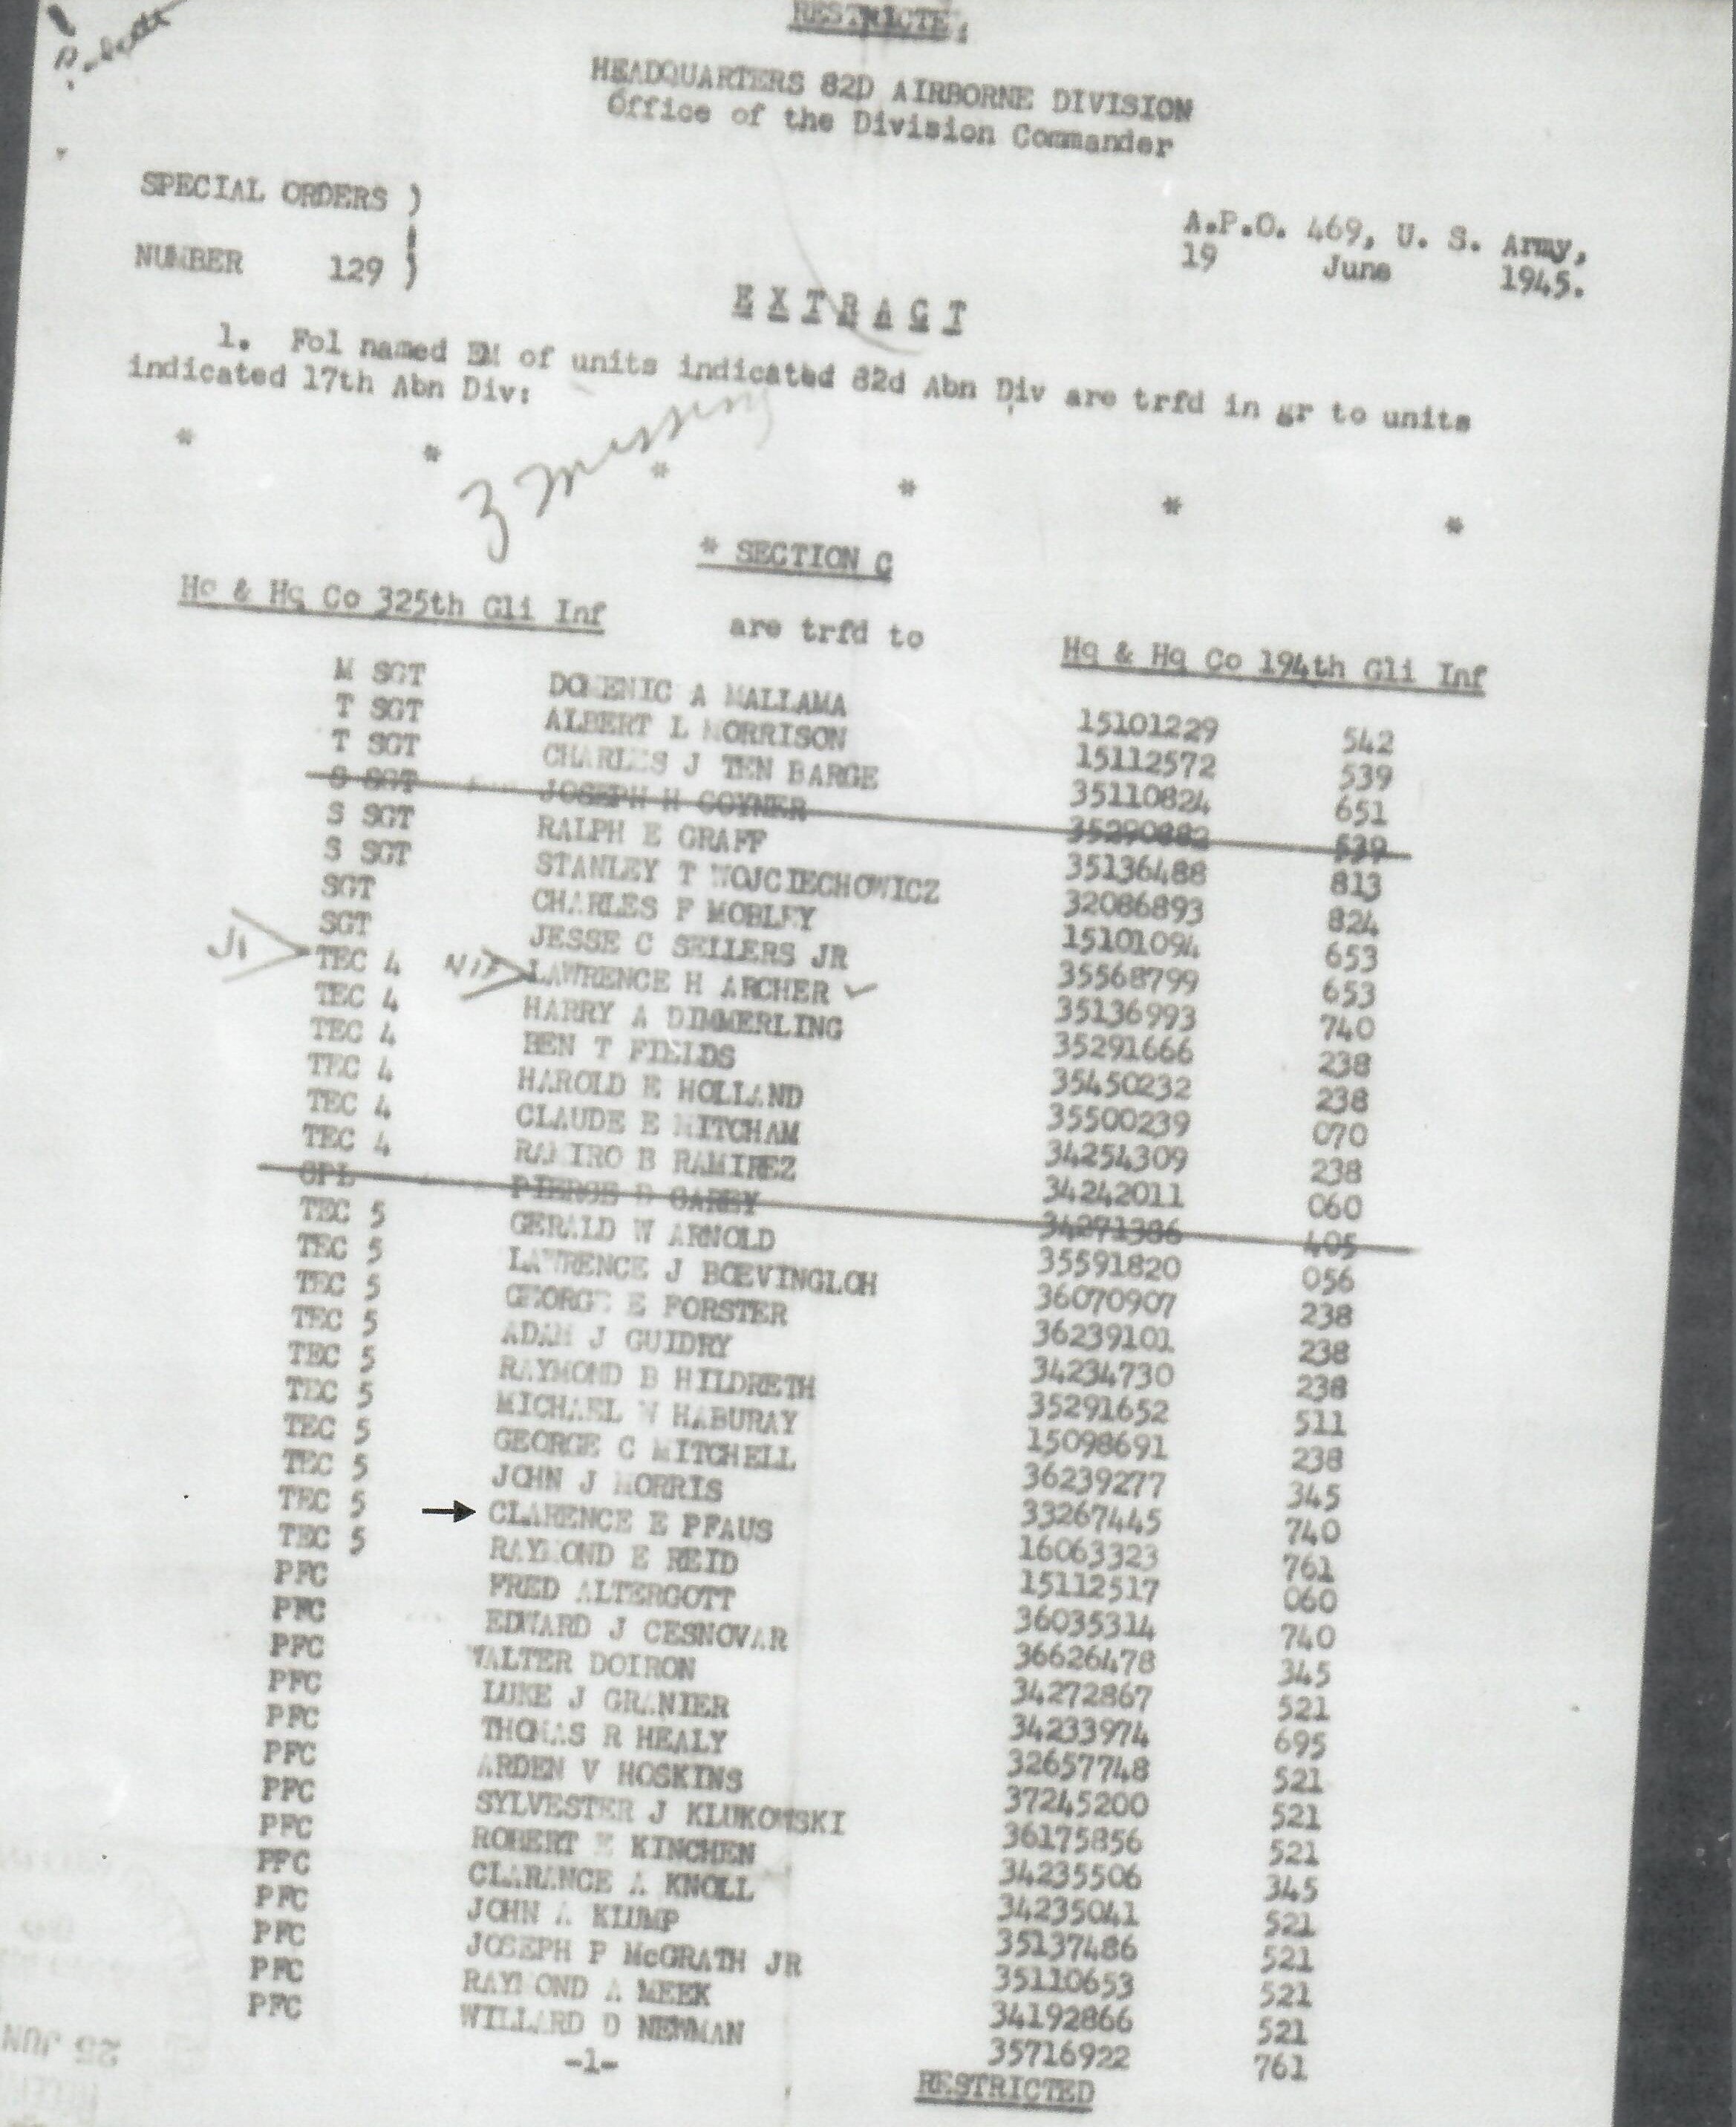 RESTRICTE
HEADQUARTERS 82D AIRBORNE DIVISION
Office of the Division Commander
SPECIAL ORDERS )
NUMBER 129 )
A.P.O. 469, U. S. Army,
19 June 1945.
EXTRACT
1. Fol named EM of units indicated 82d Abn Div are trfd in gr to units
indicated 17th Abn Div:
3 missing
* * * * * *
* SECTION C
Hq & Hq Co 325th Gli Inf are trfd to Hq & Hq Co 194th Gli Inf
M SGT DOMENIC A MALLAMA 15101229 542
T SGT ALBERT L MORRISON 15112572 539
T SGT CHARLES J TEN BARGE 35110824 651
S SGT JOSEPH H COYNER 35290882 539
S SGT RALPH E GRAFF 35136488 813
S SGT STANLEY T WOJCIECHOWICZ 32086893 824
SGT CHARLES F MOBLEY 15101094 653
SGT JESSE C SELLERS JR 35568799 653
TEC 4 LAWRENCE H ARCHER 35136993 740
TEC 4 HARRY A DIMMERLING 35291666 238
TEC 4 BEN T FIELDS 35450232 238
TEC 4 HAROLD E HOLLAND 35500239 070
TEC 4 CLAUDE E MITCHAM 34254309 238
TEC 4 RAMIRO B RAMIREZ 34242011 060
CPL PIERCE D CAREY 34271386 405
TEC 5 GERALD W ARNOLD 35591820 056
TEC 5 LAWRENCE J BOEVINGLOH 36070907 238
TEC 5 GEORGE E FORSTER 36239101 238
TEC 5 ADAM J GUIDRY 34234730 238
TEC 5 RAYMOND B HILDRETH 35291652 511
TEC 5 MICHAEL W HABURAY 15098691 238
TEC 5 GEORGE C MITCHELL 36239277 345
TEC 5 JOHN J MORRIS 33267445 740
TEC 5 CLARENCE E PFAUS 16063323 761
TEC 5 RAYMOND E REID 15112517 060
PFC FRED ALTERGOTT 36035314 740
PFC EDWARD J CESNOVAR 36626478 345
PFC WALTER DOIRON 34272867 521
PFC LUKE J GRANIER 34233974 695
PFC THOMAS R HEALY 32657748 521
PFC ARDEN V HOSKINS 37245200 521
PFC SYLVESTER J KLUKOWSKI 36175856 521
PFC ROBERT E KINCHEN 34235506 345
PFC CLARANCE A KNOLL 34235041 521
PFC JOHN A KLUMP 35137486 521
PFC JOSEPH P McGRATH JR 35110653 521
PFC RAYMOND A MEEK 34192866 521
PFC WILLARD D NEWMAN 35716922 761
-1-
RESTRICTED